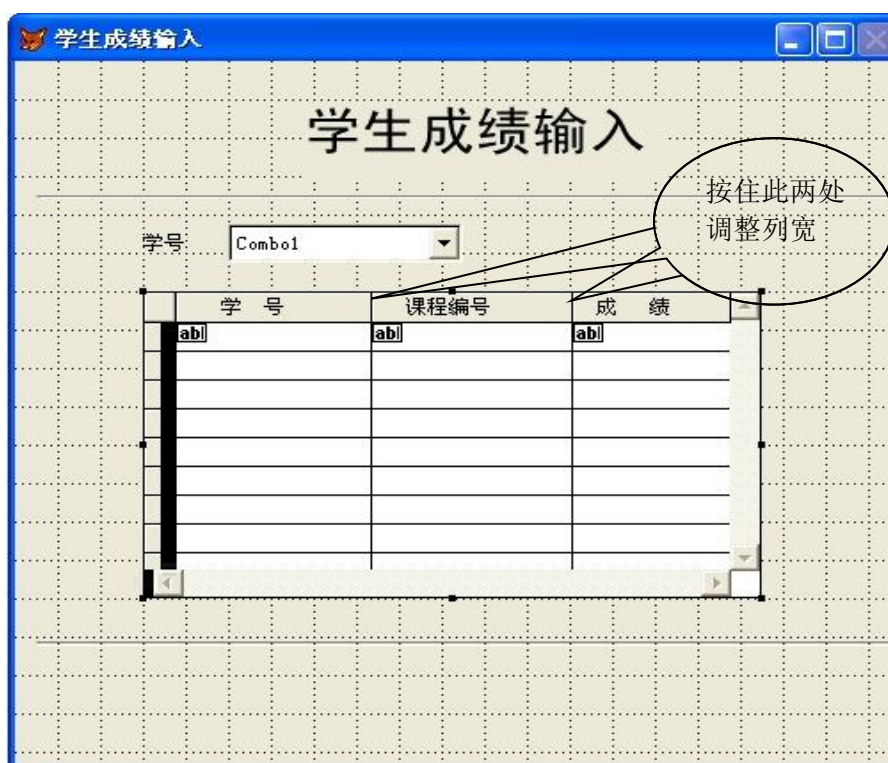 学生成绩输入
学生成绩输入
按住此两处
调整列宽
学号 Combo1
学 号 课程编号 成 绩
abl abl abl